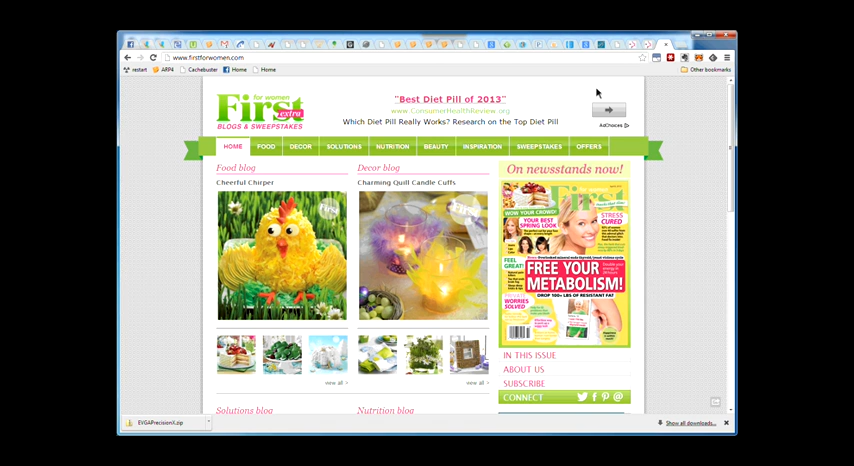 www.firstforwomen.com
restart
ARP4
Cachebuster
Home
Home
Other bookmarks
for women
First
extra
BLOGS & SWEEPSTAKES
"Best Diet Pill of 2013"
www.ConsumerHealthReview.org
Which Diet Pill Really Works? Research on the Top Diet Pill
AdChoices
HOME
FOOD
DECOR
SOLUTIONS
NUTRITION
BEAUTY
INSPIRATION
SWEEPSTAKES
OFFERS
Food blog
Cheerful Chirper
view all >
Decor blog
Charming Quill Candle Cuffs
view all >
On newsstands now!
First
WOW YOUR CROWD!
YOUR BEST
SPRING LOOK
STRESS
CURED
FEEL
GREAT!
FREE YOUR
METABOLISM!
DROP 100+ LBS OF RESISTANT FAT
WORRIES
SOLVED
IN THIS ISSUE
ABOUT US
SUBSCRIBE
CONNECT
Solutions blog
Nutrition blog
EVGAPrecisionX.zip
Show all downloads...